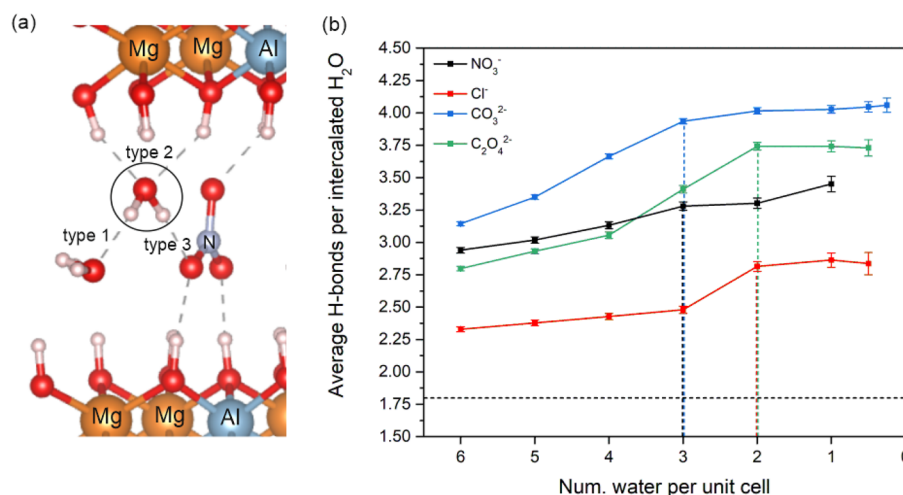 (a)
Mg
Mg
Al
type 2
type 1
type 3
N
Mg
Mg
Al
(b)
Average H-bonds per intercalated H₂O
4.50
4.25
4.00
3.75
3.50
3.25
3.00
2.75
2.50
2.25
2.00
1.75
1.50
NO₃⁻
Cl⁻
CO₃²⁻
C₂O₄²⁻
6 5 4 3 2 1 0
Num. water per unit cell